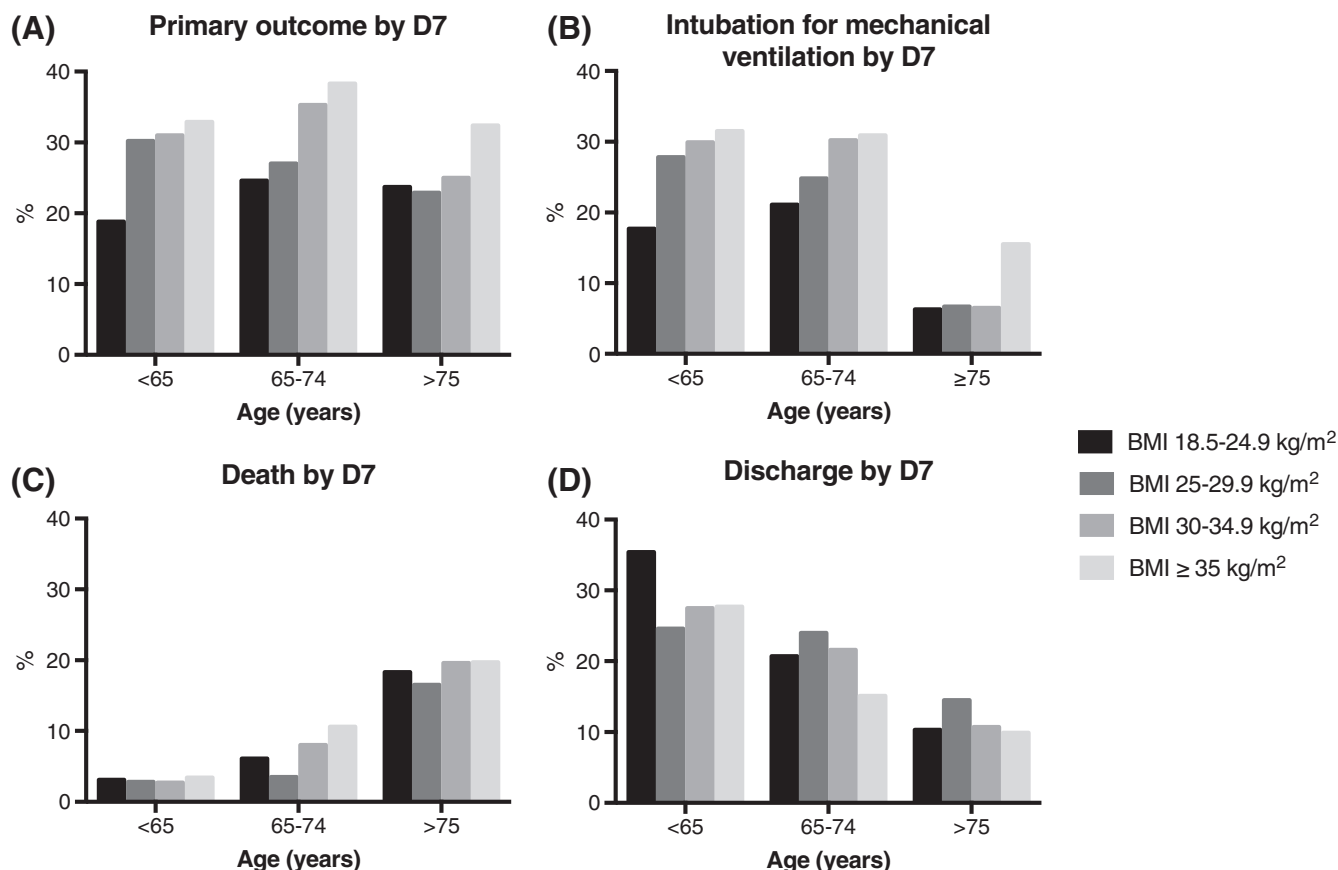 (A)
Primary outcome by D7
40
30
20
10
0
%
<65
65-74
>75
Age (years)
(B)
Intubation for mechanical
ventilation by D7
40
30
20
10
0
%
<65
65-74
≥75
Age (years)
(C)
Death by D7
40
30
20
10
0
%
<65
65-74
>75
Age (years)
(D)
Discharge by D7
40
30
20
10
0
%
<65
65-74
>75
Age (years)
BMI 18.5-24.9 kg/m²
BMI 25-29.9 kg/m²
BMI 30-34.9 kg/m²
BMI ≥ 35 kg/m²